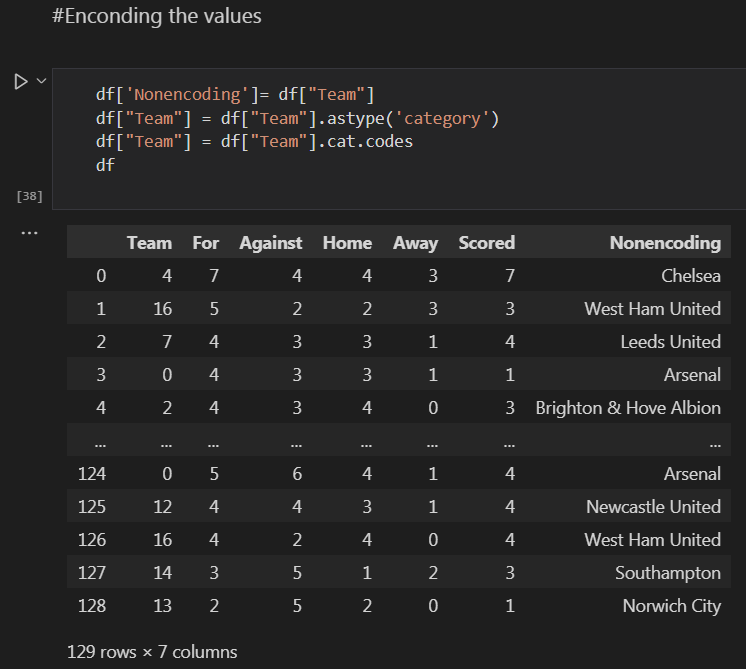 #Enconding the values
df['Nonencoding']= df["Team"]
df["Team"] = df["Team"].astype('category')
df["Team"] = df["Team"].cat.codes
df
[38]
...
Team For Against Home Away Scored Nonencoding
0 4 7 4 4 3 7 Chelsea
1 16 5 2 2 3 3 West Ham United
2 7 4 3 3 1 4 Leeds United
3 0 4 3 3 1 1 Arsenal
4 2 4 3 4 0 3 Brighton & Hove Albion
... ... ... ... ... ... ... ...
124 0 5 6 4 1 4 Arsenal
125 12 4 4 3 1 4 Newcastle United
126 16 4 2 4 0 4 West Ham United
127 14 3 5 1 2 3 Southampton
128 13 2 5 2 0 1 Norwich City
129 rows × 7 columns